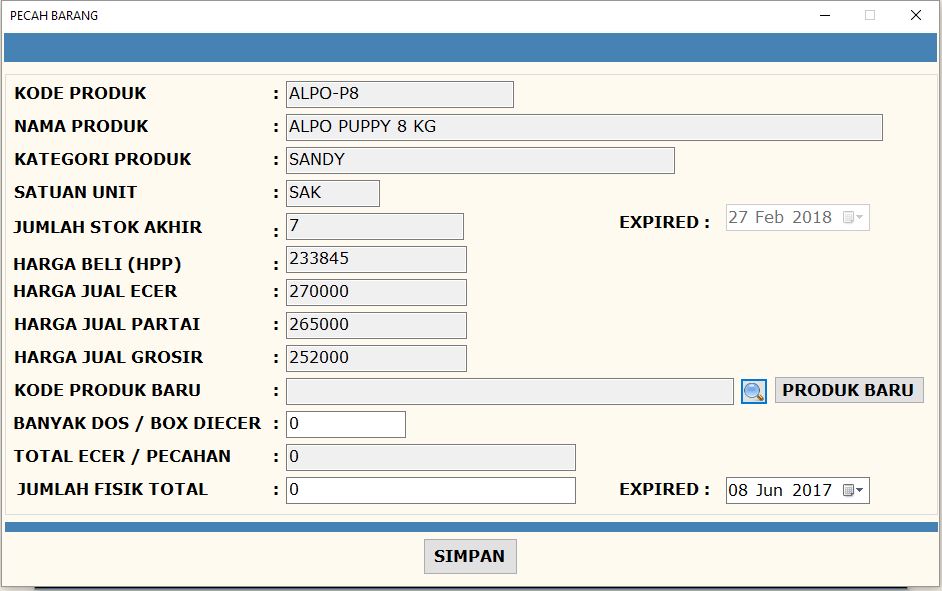 PECAH BARANG
KODE PRODUK : ALPO-P8
NAMA PRODUK : ALPO PUPPY 8 KG
KATEGORI PRODUK : SANDY
SATUAN UNIT : SAK
JUMLAH STOK AKHIR : 7 EXPIRED : 27 Feb 2018
HARGA BELI (HPP) : 233845
HARGA JUAL ECER : 270000
HARGA JUAL PARTAI : 265000
HARGA JUAL GROSIR : 252000
KODE PRODUK BARU : PRODUK BARU
BANYAK DOS / BOX DIECER : 0
TOTAL ECER / PECAHAN : 0
JUMLAH FISIK TOTAL : 0 EXPIRED : 08 Jun 2017
SIMPAN